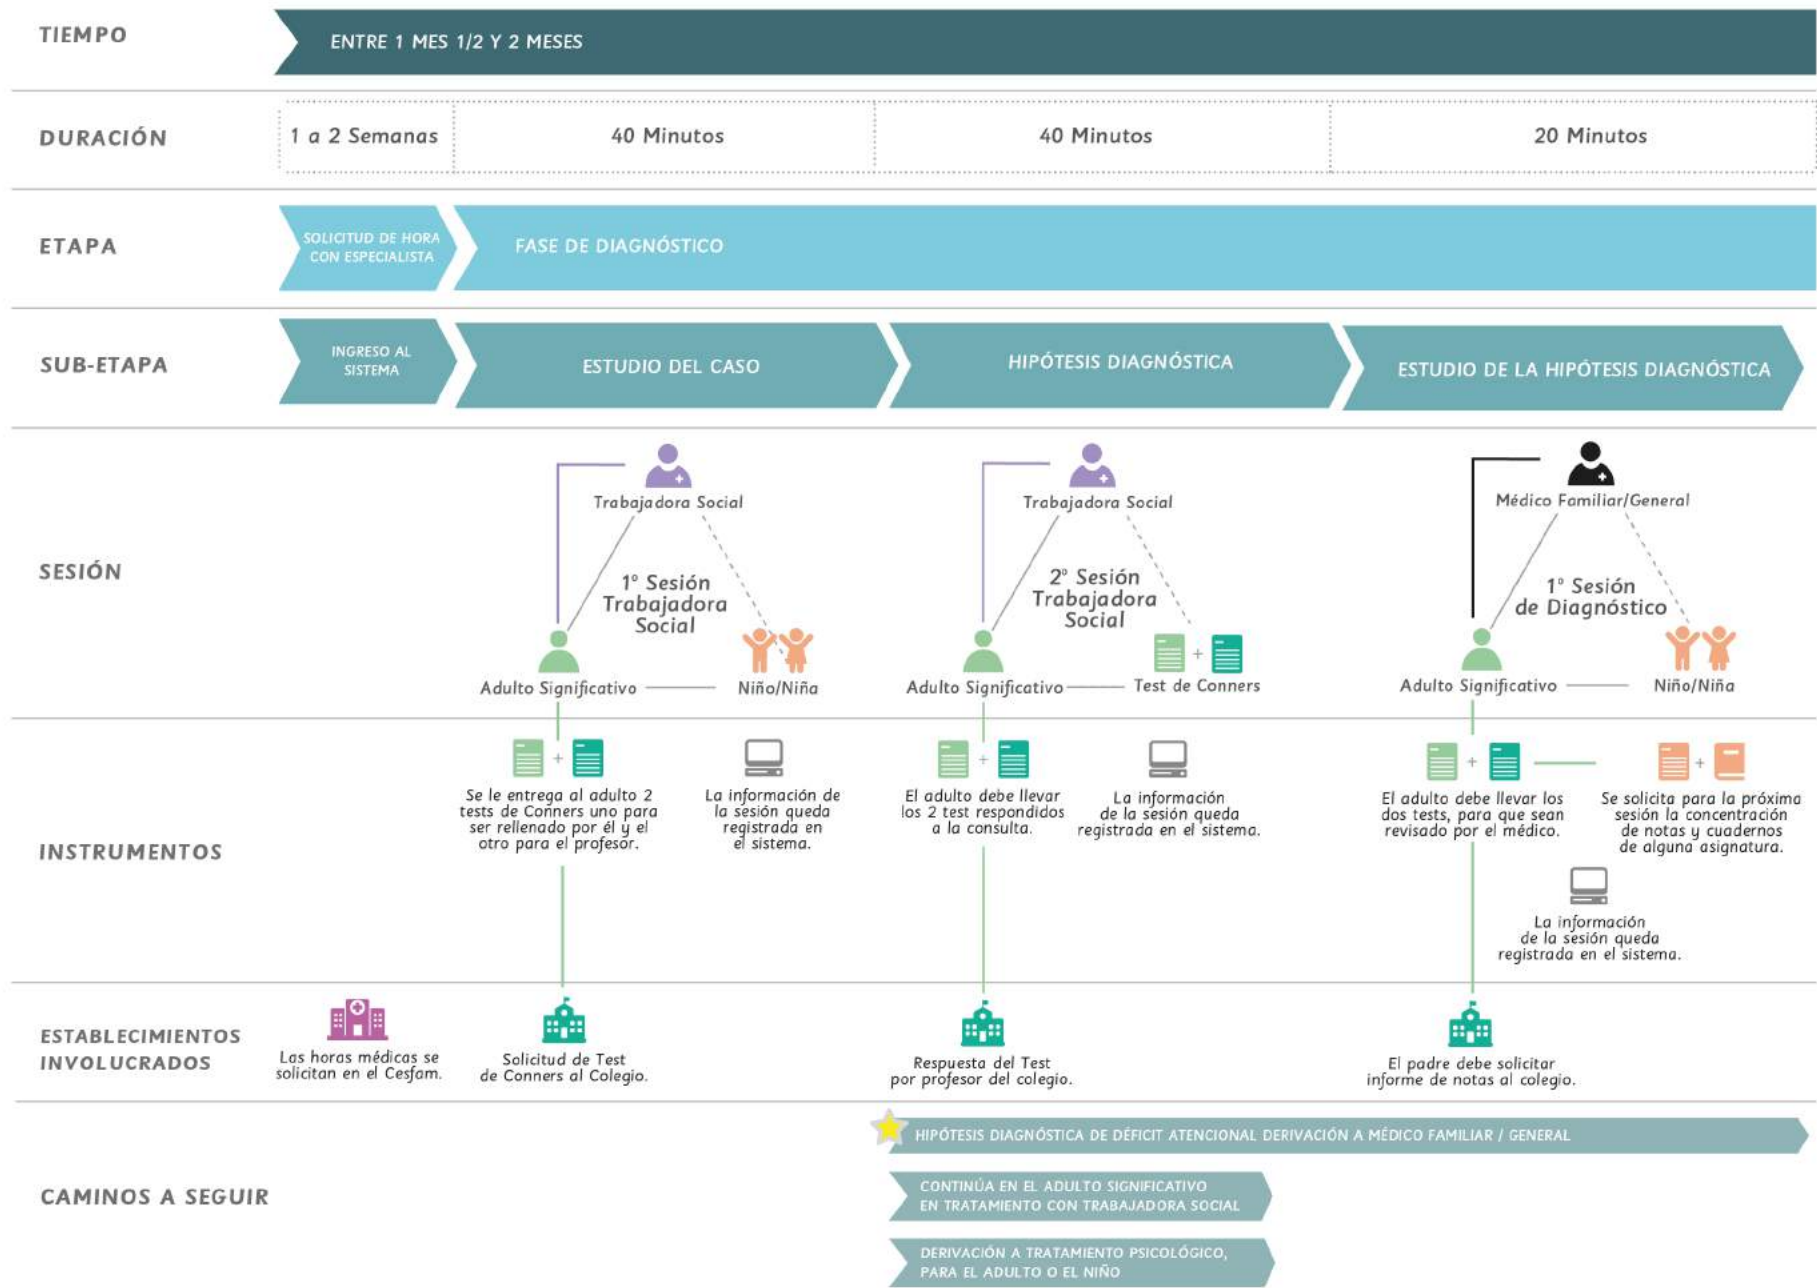 TIEMPO
ENTRE 1 MES 1/2 Y 2 MESES
DURACIÓN
1 a 2 Semanas
40 Minutos
40 Minutos
20 Minutos
ETAPA
SOLICITUD DE HORA
CON ESPECIALISTA
FASE DE DIAGNÓSTICO
SUB-ETAPA
INGRESO AL
SISTEMA
ESTUDIO DEL CASO
HIPÓTESIS DIAGNÓSTICA
ESTUDIO DE LA HIPÓTESIS DIAGNÓSTICA
SESIÓN
Trabajadora Social
1º Sesión
Trabajadora
Social
Adulto Significativo
Niño/Niña
Trabajadora Social
2º Sesión
Trabajadora
Social
+
Adulto Significativo
Test de Conners
Médico Familiar/General
1º Sesión
de Diagnóstico
Adulto Significativo
Niño/Niña
INSTRUMENTOS
+
Se le entrega al adulto 2
tests de Conners uno para
ser rellenado por él y el
otro para el profesor.
La información de
la sesión queda
registrada en
el sistema.
+
El adulto debe llevar
los 2 test respondidos
a la consulta.
La información
de la sesión queda
registrada en el sistema.
+
El adulto debe llevar los
dos tests, para que sean
revisado por el médico.
+
Se solicita para la próxima
sesión la concentración
de notas y cuadernos
de alguna asignatura.
La información
de la sesión queda
registrada en el sistema.
ESTABLECIMIENTOS
INVOLUCRADOS
Las horas médicas se
solicitan en el Cesfam.
Solicitud de Test
de Conners al Colegio.
Respuesta del Test
por profesor del colegio.
El padre debe solicitar
informe de notas al colegio.
CAMINOS A SEGUIR
HIPÓTESIS DIAGNÓSTICA DE DÉFICIT ATENCIONAL DERIVACIÓN A MÉDICO FAMILIAR / GENERAL
CONTINÚA EN EL ADULTO SIGNIFICATIVO
EN TRATAMIENTO CON TRABAJADORA SOCIAL
DERIVACIÓN A TRATAMIENTO PSICOLÓGICO,
PARA EL ADULTO O EL NIÑO